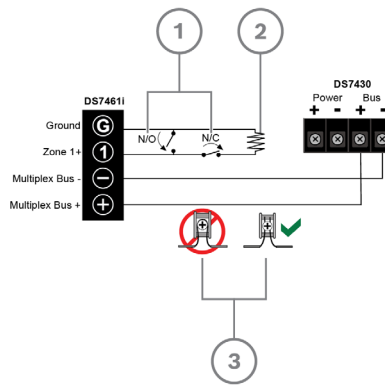 1
2
DS7461i
DS7430
Power Bus
+ - + -
Ground G
N/O N/C
Zone 1+ 1
Multiplex Bus - −
Multiplex Bus + +
3